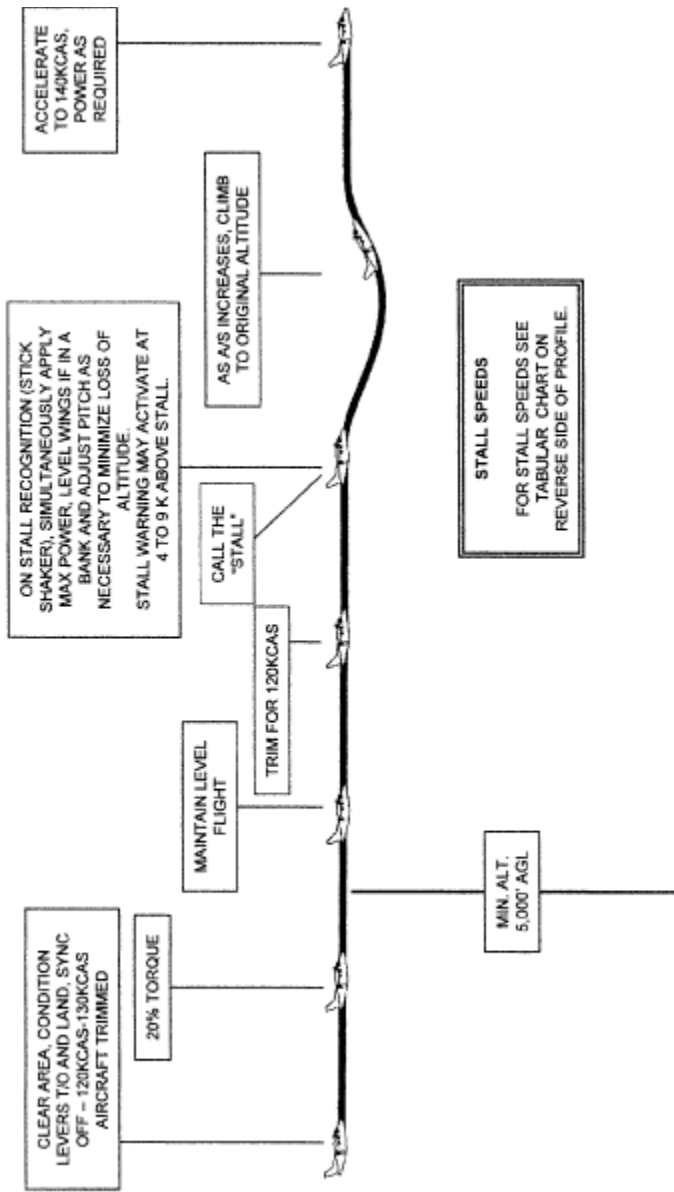 CLEAR AREA, CONDITION
LEVERS T/O AND LAND, SYNC
OFF – 120KCAS-130KCAS
AIRCRAFT TRIMMED
20% TORQUE
MAINTAIN LEVEL
FLIGHT
TRIM FOR 120KCAS
CALL THE
"STALL"
ON STALL RECOGNITION (STICK
SHAKER), SIMULTANEOUSLY APPLY
MAX POWER, LEVEL WINGS IF IN A
BANK AND ADJUST PITCH AS
NECESSARY TO MINIMIZE LOSS OF
ALTITUDE.
STALL WARNING MAY ACTIVATE AT
4 TO 9 K ABOVE STALL.
AS A/S INCREASES, CLIMB
TO ORIGINAL ALTITUDE
ACCELERATE
TO 140KCAS,
POWER AS
REQUIRED
MIN. ALT.
5,000' AGL
STALL SPEEDS
FOR STALL SPEEDS SEE
TABULAR CHART ON
REVERSE SIDE OF PROFILE.